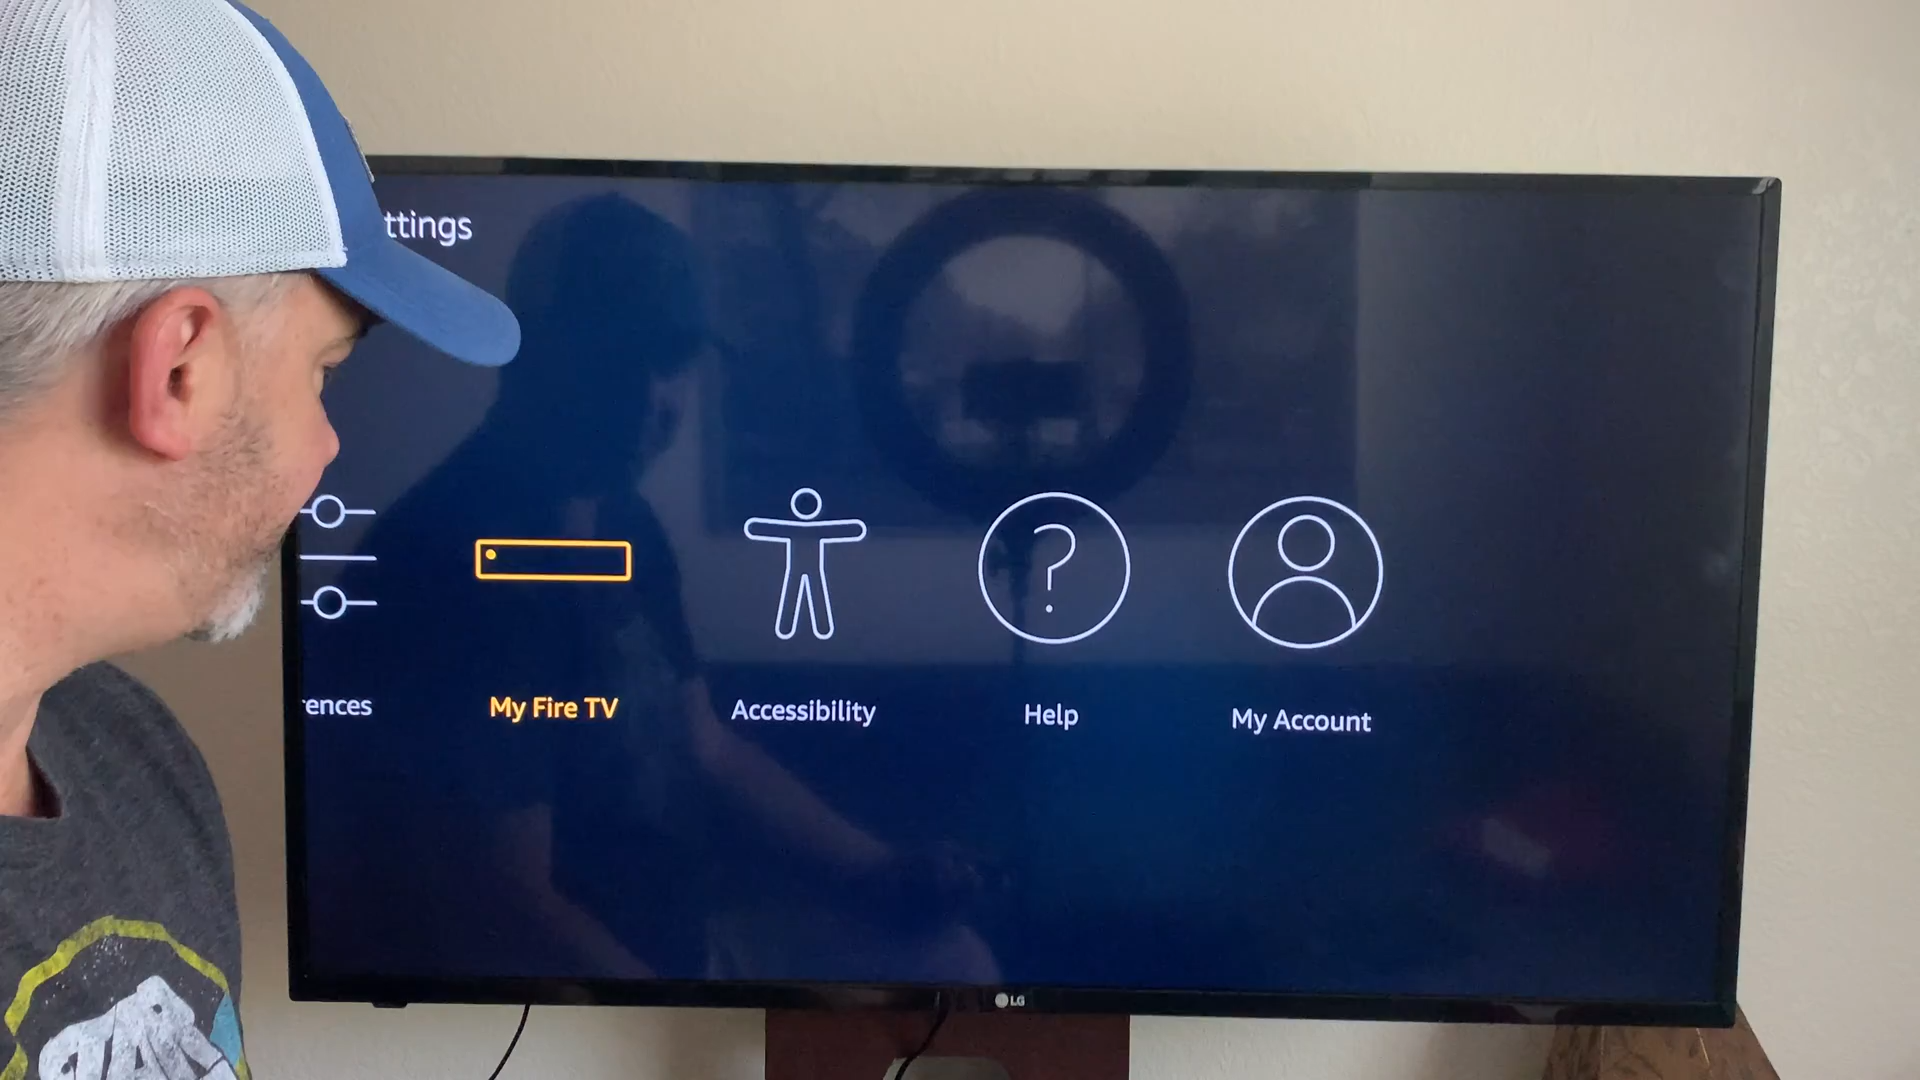 ttings
ences
My Fire TV
Accessibility
Help
My Account
LG